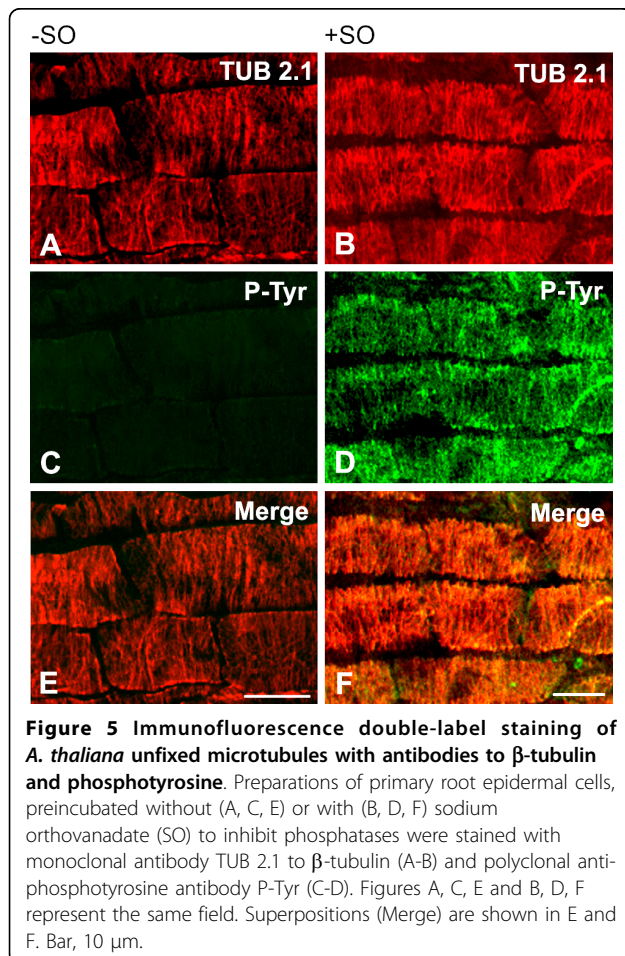 -SO
+SO
TUB 2.1
A
TUB 2.1
B
P-Tyr
C
P-Tyr
D
Merge
E
Merge
F
Figure 5 Immunofluorescence double-label staining of
A. thaliana unfixed microtubules with antibodies to β-tubulin
and phosphotyrosine. Preparations of primary root epidermal cells,
preincubated without (A, C, E) or with (B, D, F) sodium
orthovanadate (SO) to inhibit phosphatases were stained with
monoclonal antibody TUB 2.1 to β-tubulin (A-B) and polyclonal anti-
phosphotyrosine antibody P-Tyr (C-D). Figures A, C, E and B, D, F
represent the same field. Superpositions (Merge) are shown in E and
F. Bar, 10 μm.